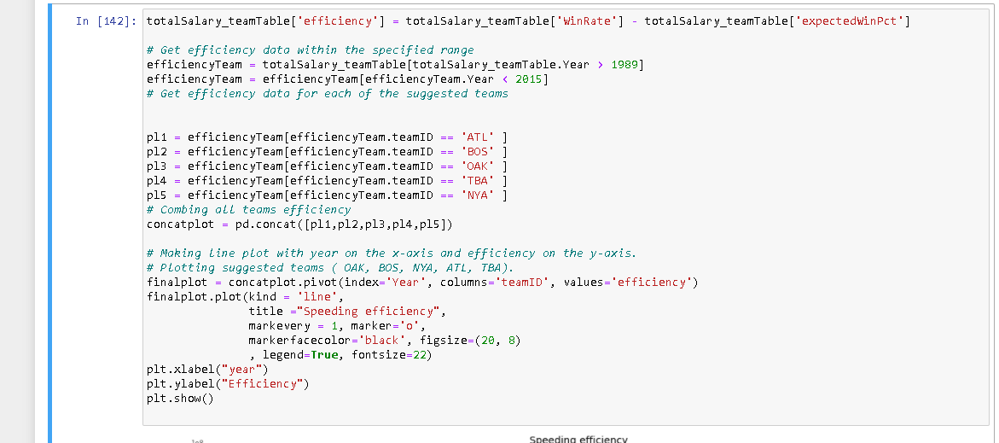 In [142]: totalSalary_teamTable['efficiency'] = totalSalary_teamTable['WinRate'] - totalSalary_teamTable['expectedWinPct']
# Get efficiency data within the specified range
efficiencyTeam = totalSalary_teamTable[totalSalary_teamTable.Year > 1989]
efficiencyTeam = efficiencyTeam[efficiencyTeam.Year < 2015]
# Get efficiency data for each of the suggested teams
pl1 = efficiencyTeam[efficiencyTeam.teamID == 'ATL' ]
pl2 = efficiencyTeam[efficiencyTeam.teamID == 'BOS' ]
pl3 = efficiencyTeam[efficiencyTeam.teamID == 'OAK' ]
pl4 = efficiencyTeam[efficiencyTeam.teamID == 'TBA' ]
pl5 = efficiencyTeam[efficiencyTeam.teamID == 'NYA' ]
# Combing all teams efficiency
concatplot = pd.concat([pl1,pl2,pl3,pl4,pl5])
# Making line plot with year on the x-axis and efficiency on the y-axis.
# Plotting suggested teams ( OAK, BOS, NYA, ATL, TBA).
finalplot = concatplot.pivot(index='Year', columns='teamID', values='efficiency')
finalplot.plot(kind = 'line',
title ="Speeding efficiency",
markevery = 1, marker='o',
markerfacecolor='black', figsize=(20, 8)
, legend=True, fontsize=22)
plt.xlabel("year")
plt.ylabel("Efficiency")
plt.show()
Speeding efficiency